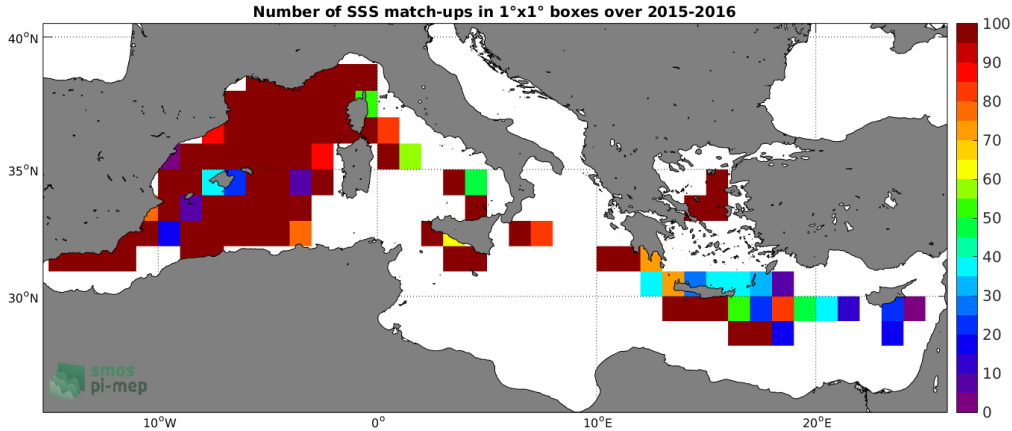 Number of SSS match-ups in 1°x1° boxes over 2015-2016
40°N
35°N
30°N
10°W
0°
10°E
20°E
100
90
80
70
60
50
40
30
20
10
0
smos
pi-mep